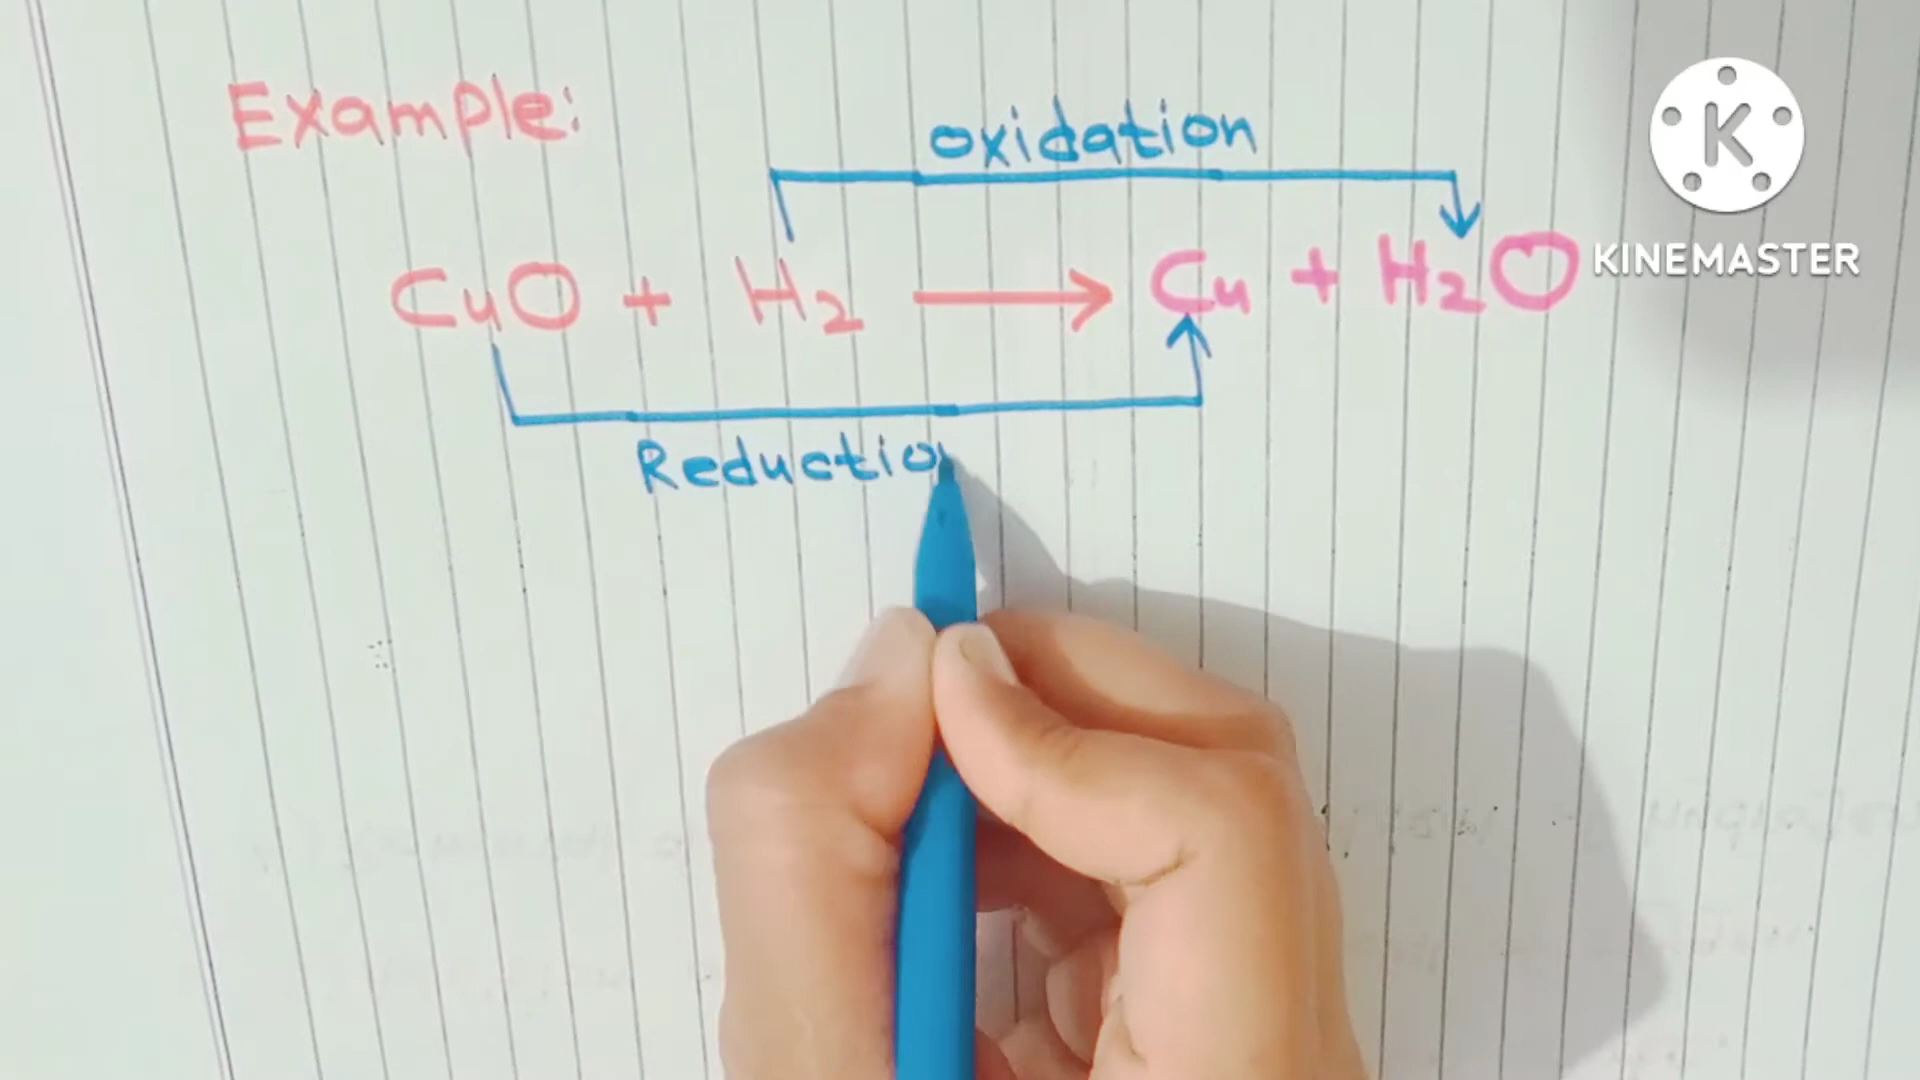 Example:
oxidation
CuO + H2 → Cu + H2O
Reductio
K
KINEMASTER